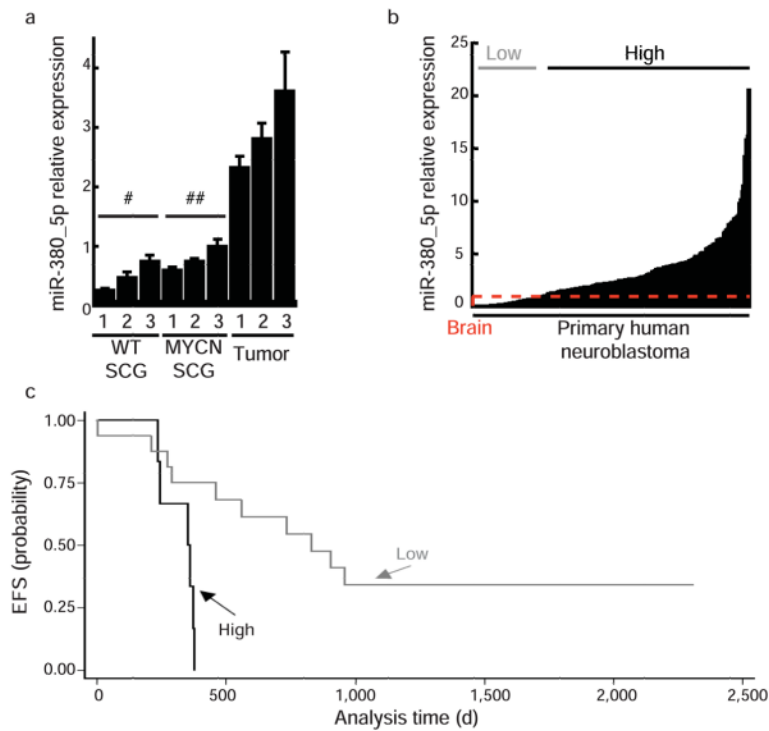 a
miR-380_5p relative expression
4
3
2
1
0
#
##
1 2 3 1 2 3 1 2 3
WT
SCG
MYCN
SCG
Tumor
b
miR-380_5p relative expression
25
20
15
10
5
0
Low
High
Brain
Primary human
neuroblastoma
c
EFS (probability)
1.00
0.75
0.50
0.25
0.00
Low
High
0 500 1,000 1,500 2,000 2,500
Analysis time (d)